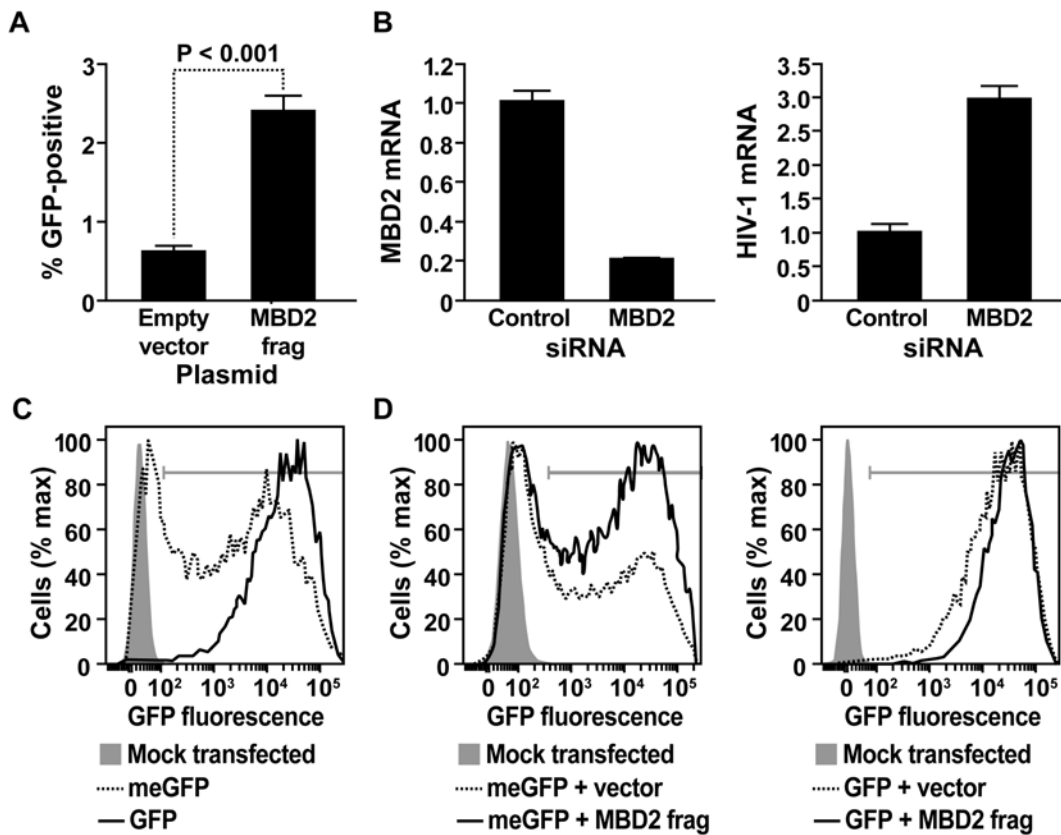 A
P < 0.001
% GFP-positive
3
2
1
0
Empty vector
MBD2 frag
Plasmid
B
MBD2 mRNA
1.2
1.0
0.8
0.6
0.4
0.2
0
Control
MBD2
siRNA
HIV-1 mRNA
3.5
3.0
2.5
2.0
1.5
1.0
0.5
0
Control
MBD2
siRNA
C
Cells (% max)
100
80
60
40
20
0
0 10² 10³ 10⁴ 10⁵
GFP fluorescence
Mock transfected
meGFP
GFP
D
Cells (% max)
100
80
60
40
20
0
0 10² 10³ 10⁴ 10⁵
GFP fluorescence
Mock transfected
meGFP + vector
meGFP + MBD2 frag
Cells (% max)
100
80
60
40
20
0
0 10² 10³ 10⁴ 10⁵
GFP fluorescence
Mock transfected
GFP + vector
GFP + MBD2 frag